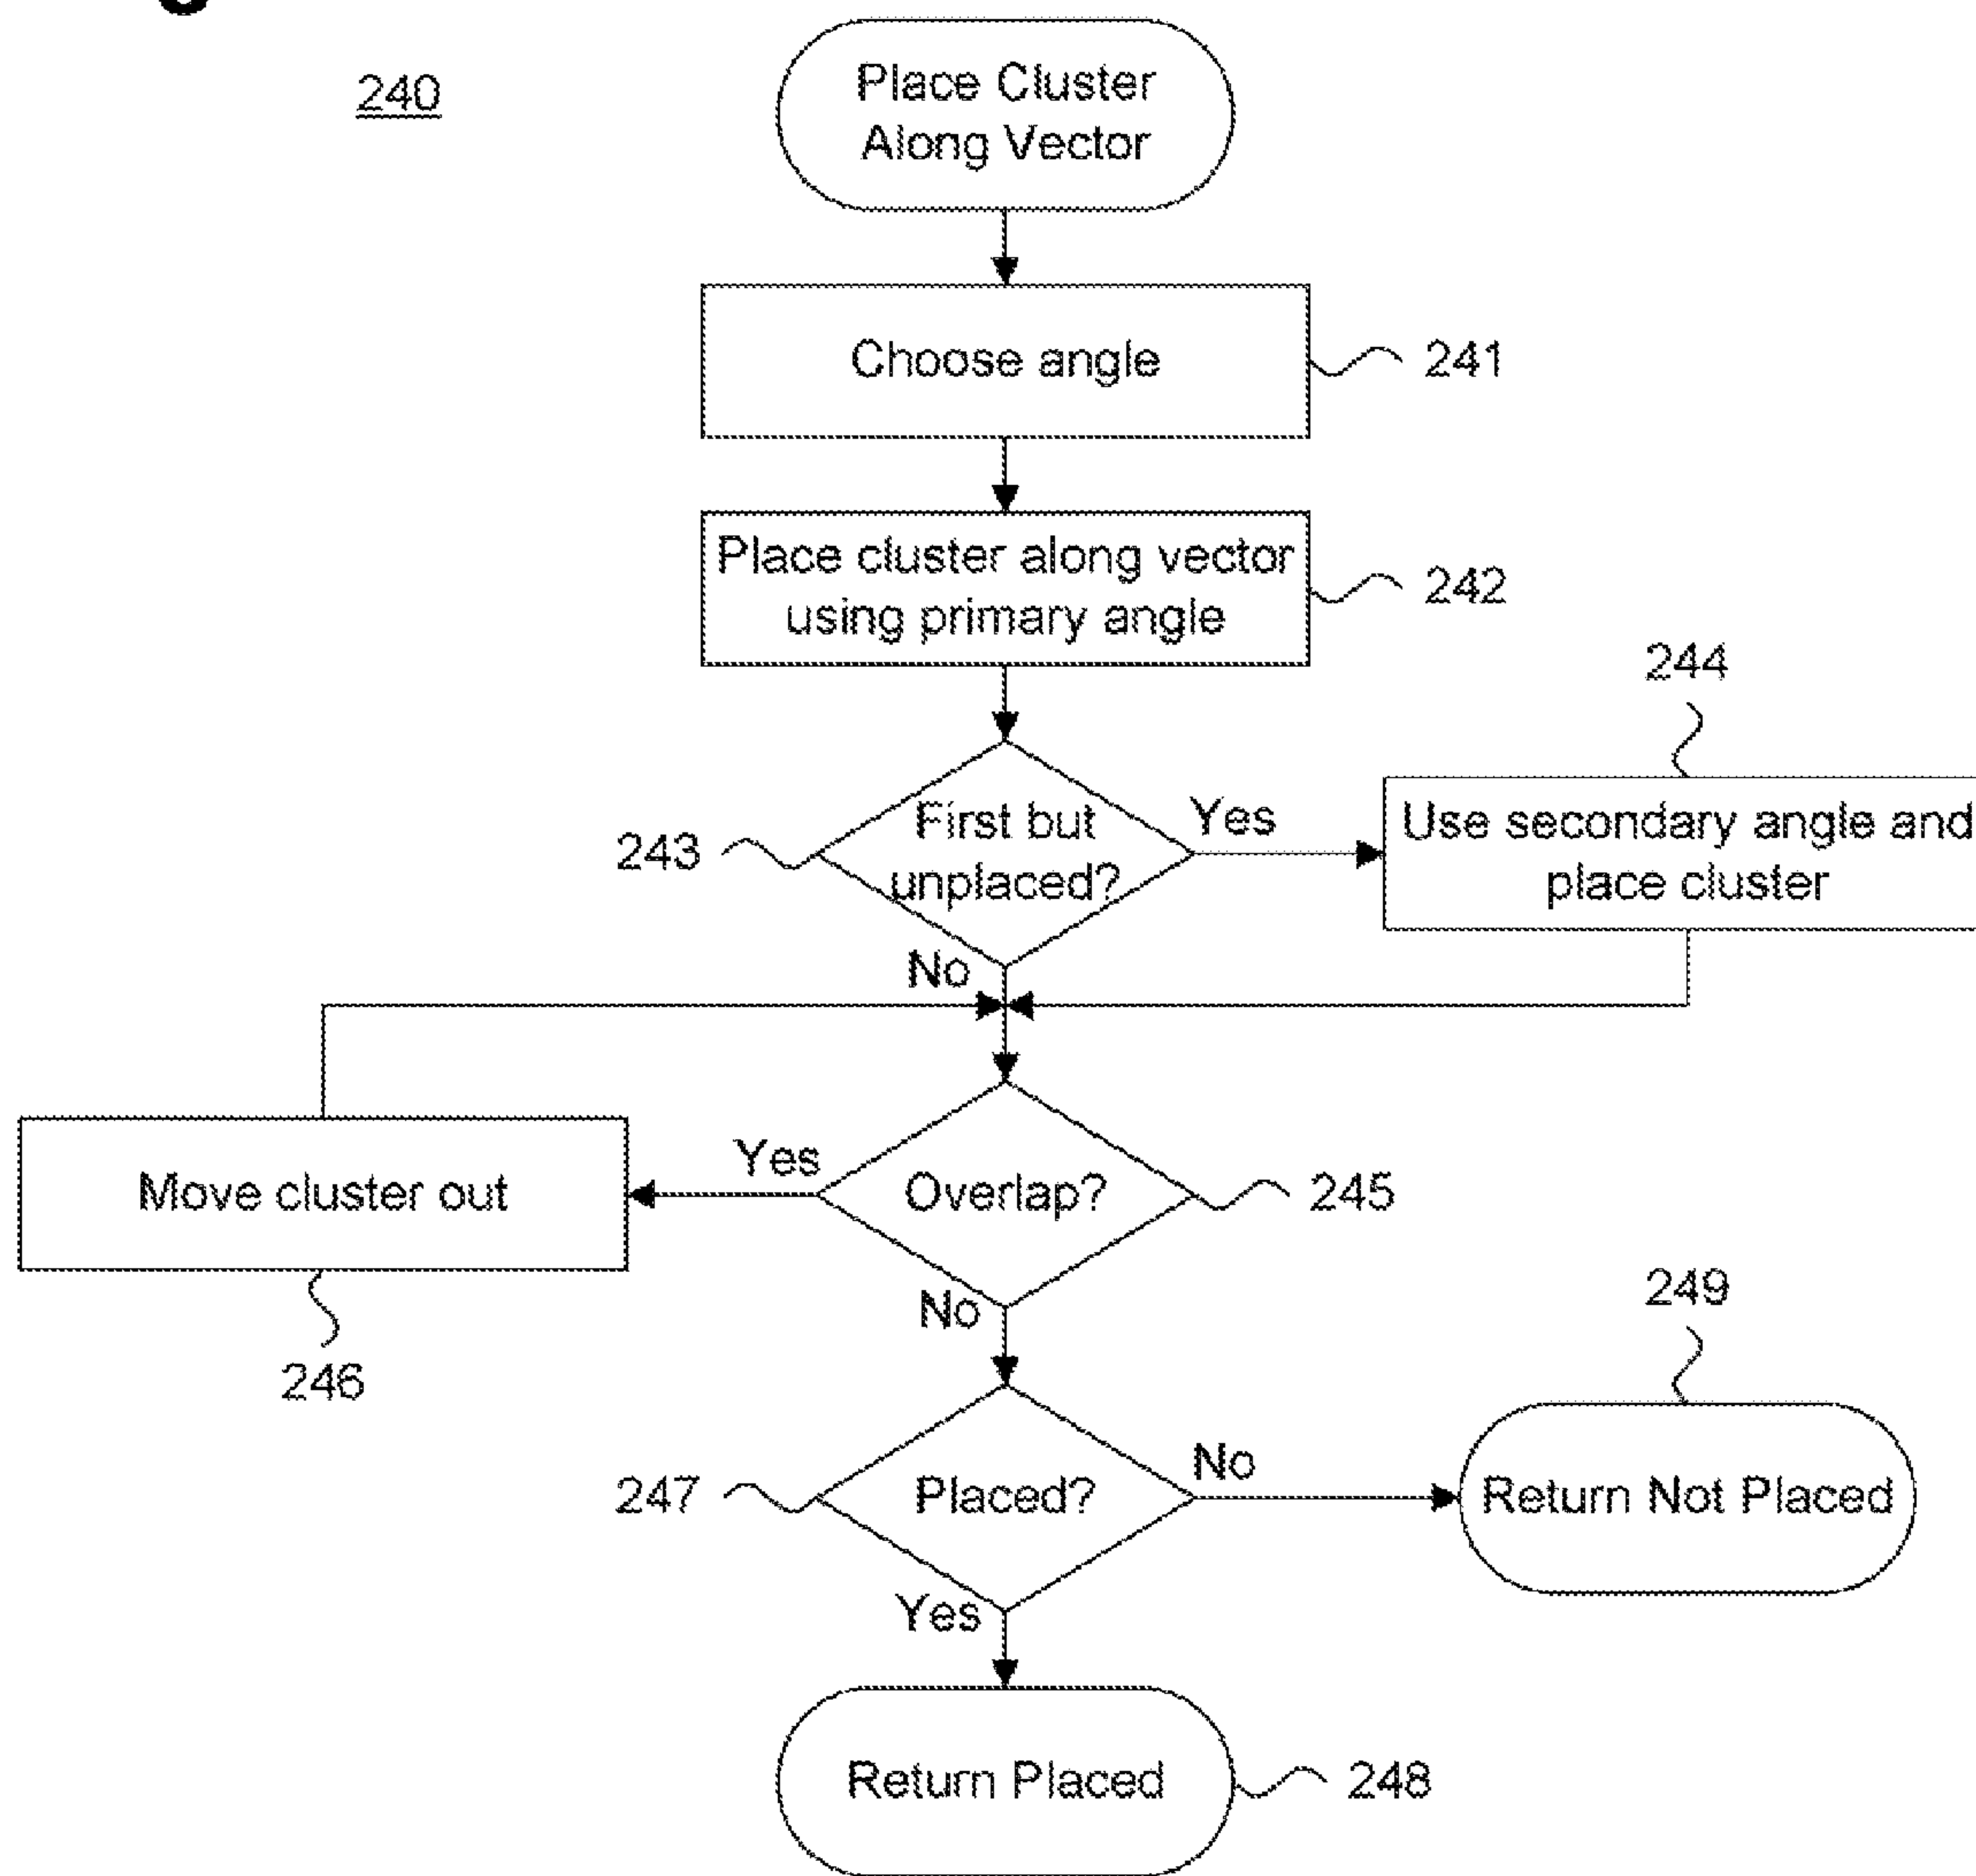 240
Place Cluster
Along Vector
Choose angle
241
Place cluster along vector
using primary angle
242
244
243
First but
unplaced?
Yes
Use secondary angle and
place cluster
No
Move cluster out
Yes
Overlap?
245
246
No
249
247
Placed?
No
Return Not Placed
Yes
Return Placed
248